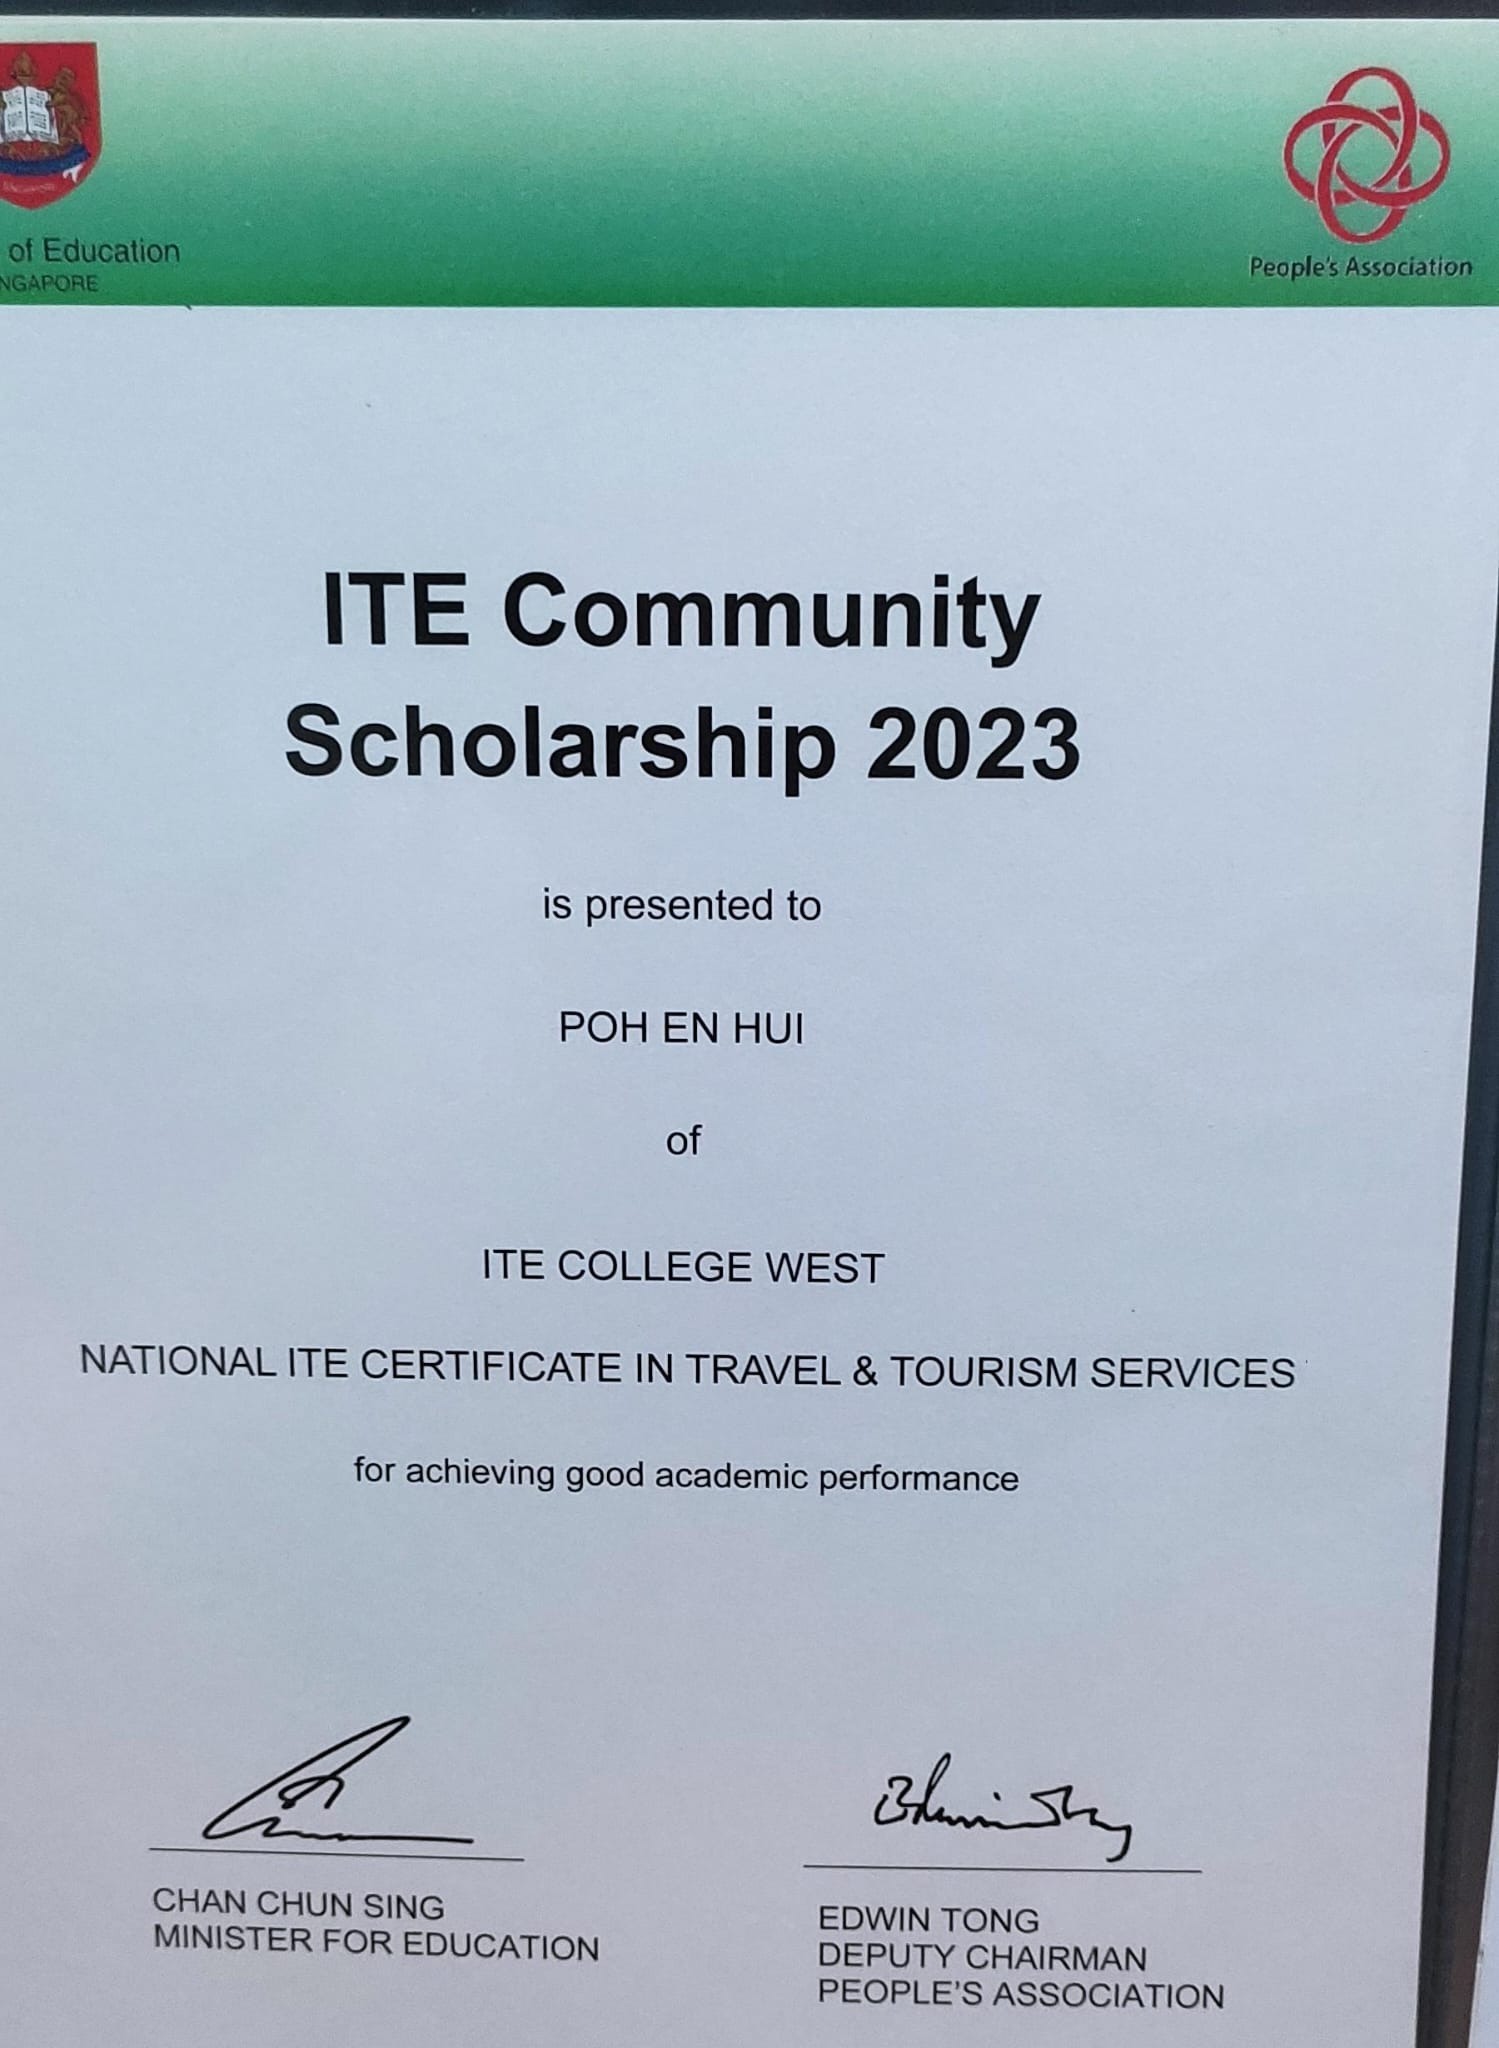 of Education
NGAPORE
People's Association
ITE Community
Scholarship 2023
is presented to
POH EN HUI
of
ITE COLLEGE WEST
NATIONAL ITE CERTIFICATE IN TRAVEL & TOURISM SERVICES
for achieving good academic performance
CHAN CHUN SING
MINISTER FOR EDUCATION
EDWIN TONG
DEPUTY CHAIRMAN
PEOPLE'S ASSOCIATION